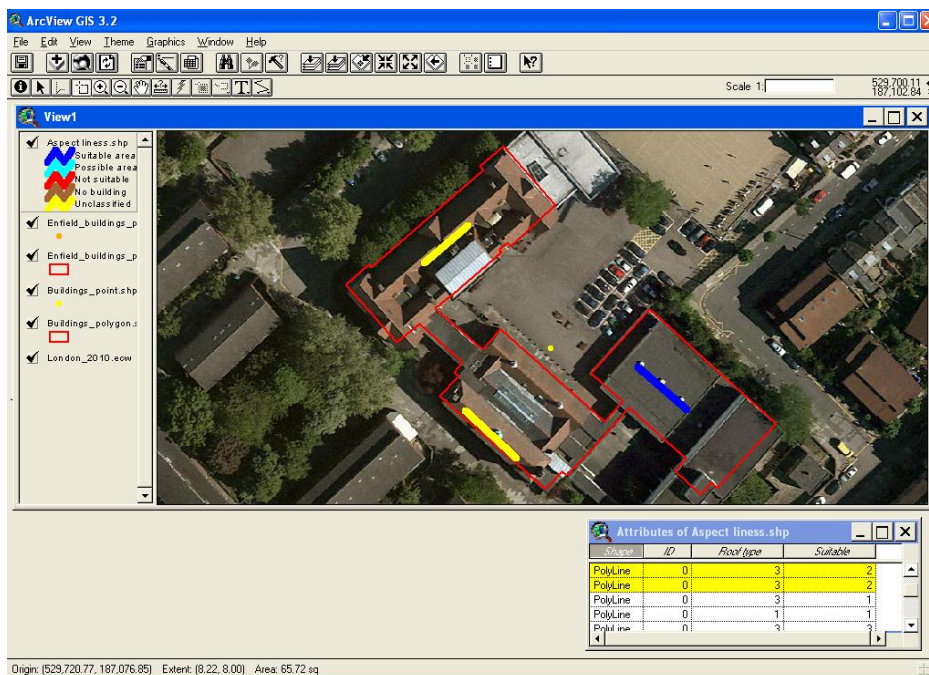 ArcView GIS 3.2
File Edit View Theme Graphics Window Help
Scale 1:
529,700.11
187,102.84
View1
Aspect liness.shp
Suitable area
Possible area
Not suitable
No building
Unclassified
Enfield_buildings_p
Enfield_buildings_p
Buildings_point.shp
Buildings_polygon.s
London_2010.ecw
Attributes of Aspect liness.shp
Shape ID Roof type Suitable
PolyLine 0 3 2
PolyLine 0 3 2
PolyLine 0 3 1
PolyLine 0 1 1
PolyLine 0 3 3
Origin: (529,720.77, 187,076.85) Extent: (8.22, 8.00) Area: 65.72 sq